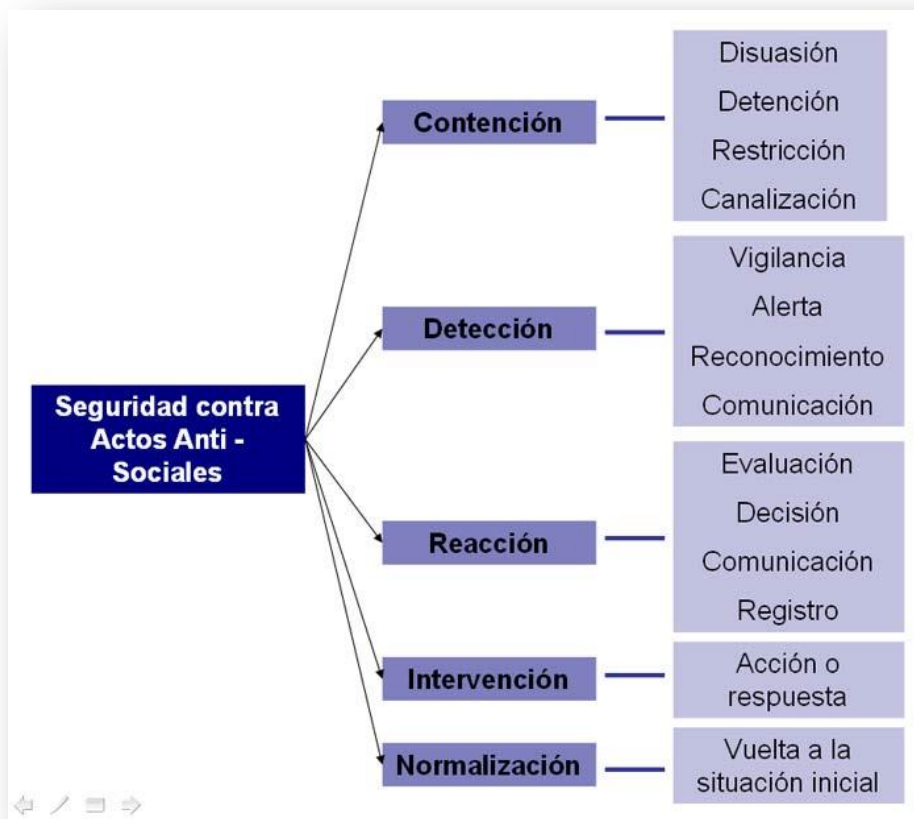 Seguridad contra
Actos Anti -
Sociales
Contención
Disuasión
Detención
Restricción
Canalización
Detección
Vigilancia
Alerta
Reconocimiento
Comunicación
Reacción
Evaluación
Decisión
Comunicación
Registro
Intervención
Acción o
respuesta
Normalización
Vuelta a la
situación inicial